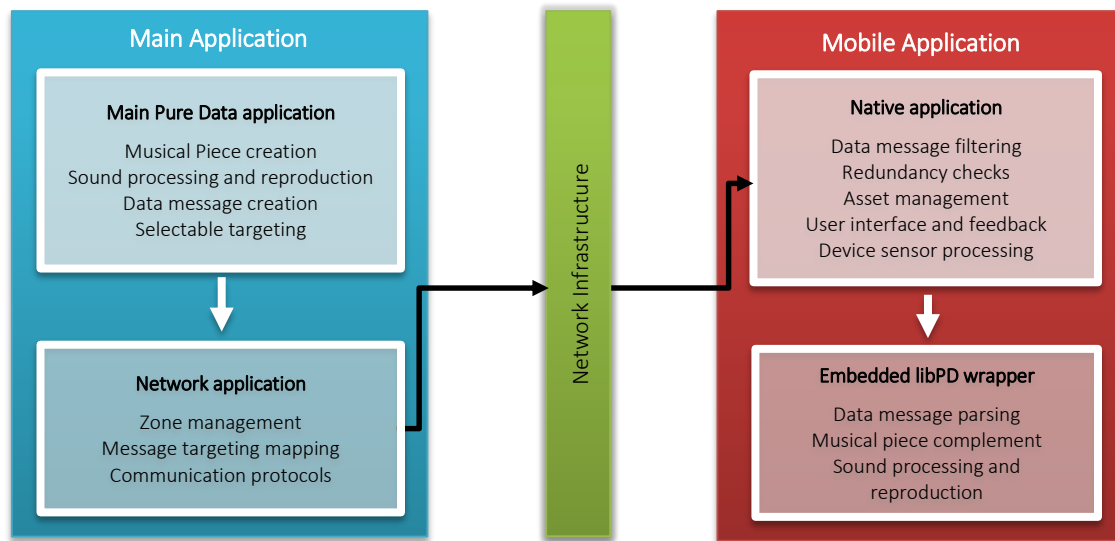 Main Application
Main Pure Data application
Musical Piece creation
Sound processing and reproduction
Data message creation
Selectable targeting
Network application
Zone management
Message targeting mapping
Communication protocols
Network Infrastructure
Mobile Application
Native application
Data message filtering
Redundancy checks
Asset management
User interface and feedback
Device sensor processing
Embedded libPD wrapper
Data message parsing
Musical piece complement
Sound processing and
reproduction